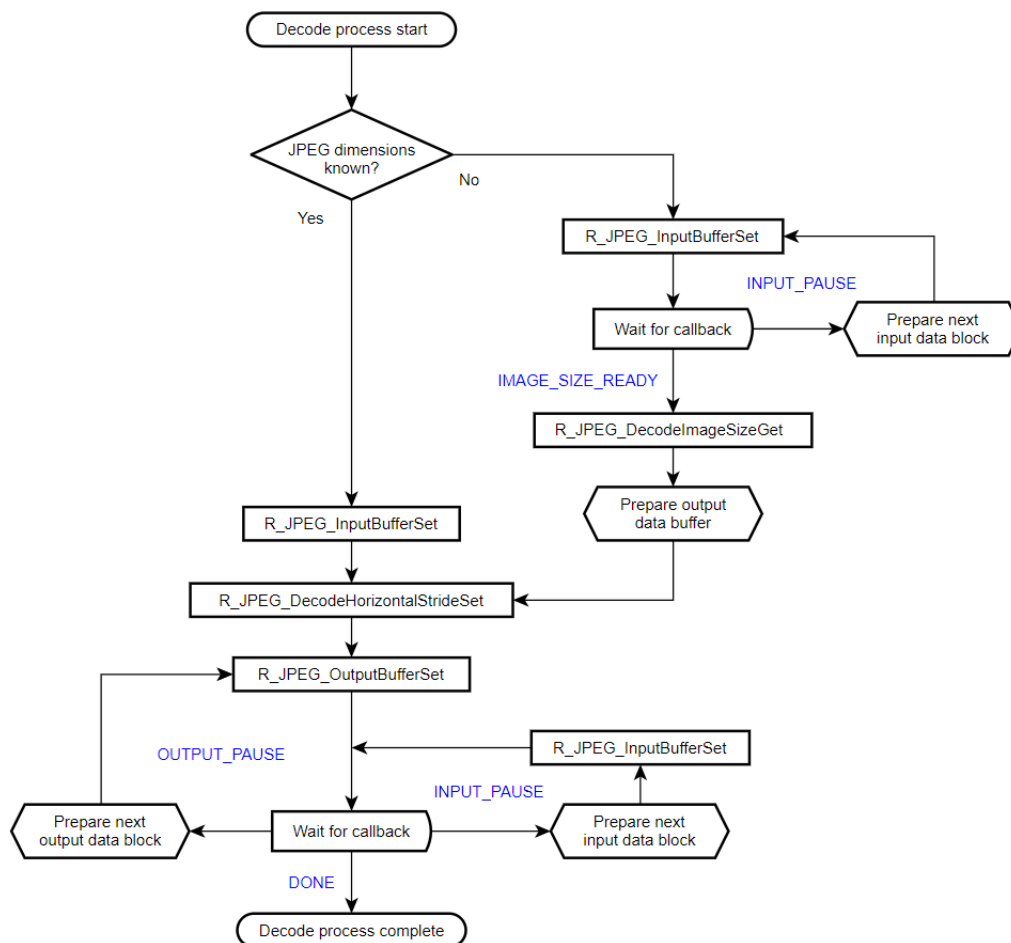 Decode process start
JPEG dimensions
known?
No
Yes
R_JPEG_InputBufferSet
INPUT_PAUSE
Wait for callback
Prepare next
input data block
IMAGE_SIZE_READY
R_JPEG_DecodeImageSizeGet
Prepare output
data buffer
R_JPEG_InputBufferSet
R_JPEG_DecodeHorizontalStrideSet
R_JPEG_OutputBufferSet
OUTPUT_PAUSE
R_JPEG_InputBufferSet
INPUT_PAUSE
Prepare next
output data block
Wait for callback
Prepare next
input data block
DONE
Decode process complete